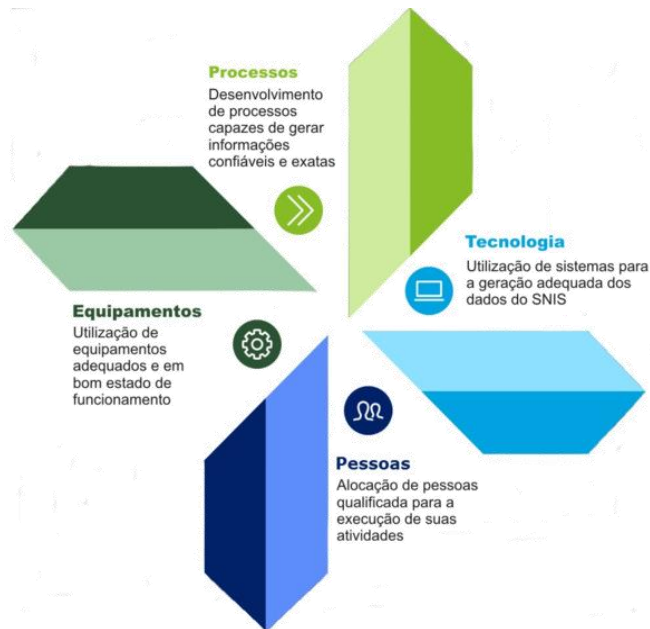 Processos
Desenvolvimento
de processos
capazes de gerar
informações
confiáveis e exatas
Tecnologia
Utilização de sistemas para
a geração adequada dos
dados do SNIS
Equipamentos
Utilização de
equipamentos
adequados e em
bom estado de
funcionamento
Pessoas
Alocação de pessoas
qualificada para a
execução de suas
atividades